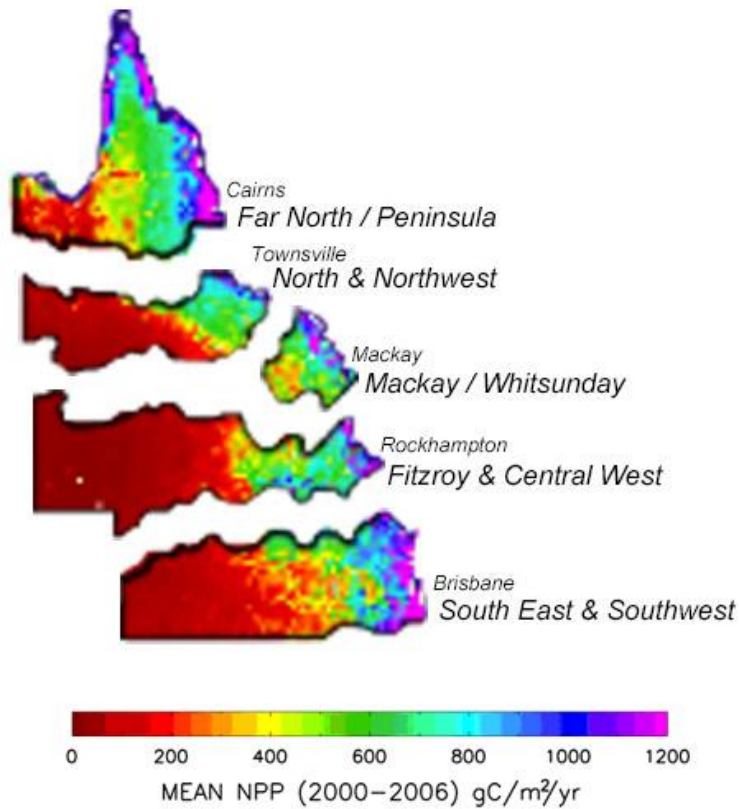 Cairns
Far North / Peninsula
Townsville
North & Northwest
Mackay
Mackay / Whitsunday
Rockhampton
Fitzroy & Central West
Brisbane
South East & Southwest
0 200 400 600 800 1000 1200
MEAN NPP (2000−2006) gC/m²/yr